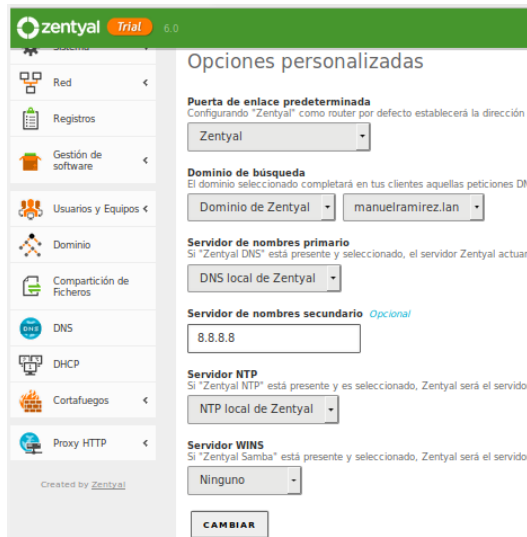 zentyal Trial 6.0
Sistema
Opciones personalizadas
Red
Puerta de enlace predeterminada
Configurando "Zentyal" como router por defecto establecerá la dirección
Registros
Zentyal
Gestión de
software
Dominio de búsqueda
El dominio seleccionado completará en tus clientes aquellas peticiones DN
Usuarios y Equipos
Dominio de Zentyal
manuelramirez.lan
Dominio
Servidor de nombres primario
Si "Zentyal DNS" está presente y seleccionado, el servidor Zentyal actuar
Compartición de
Ficheros
DNS local de Zentyal
Servidor de nombres secundario Opcional
DNS
DNS
8.8.8.8
DHCP
Servidor NTP
Si "Zentyal NTP" está presente y es seleccionado, Zentyal será el servido
Cortafuegos
NTP local de Zentyal
Proxy HTTP
Servidor WINS
Si "Zentyal Samba" está presente y seleccionado, Zentyal será el servido
Created by Zentyal
Ninguno
CAMBIAR